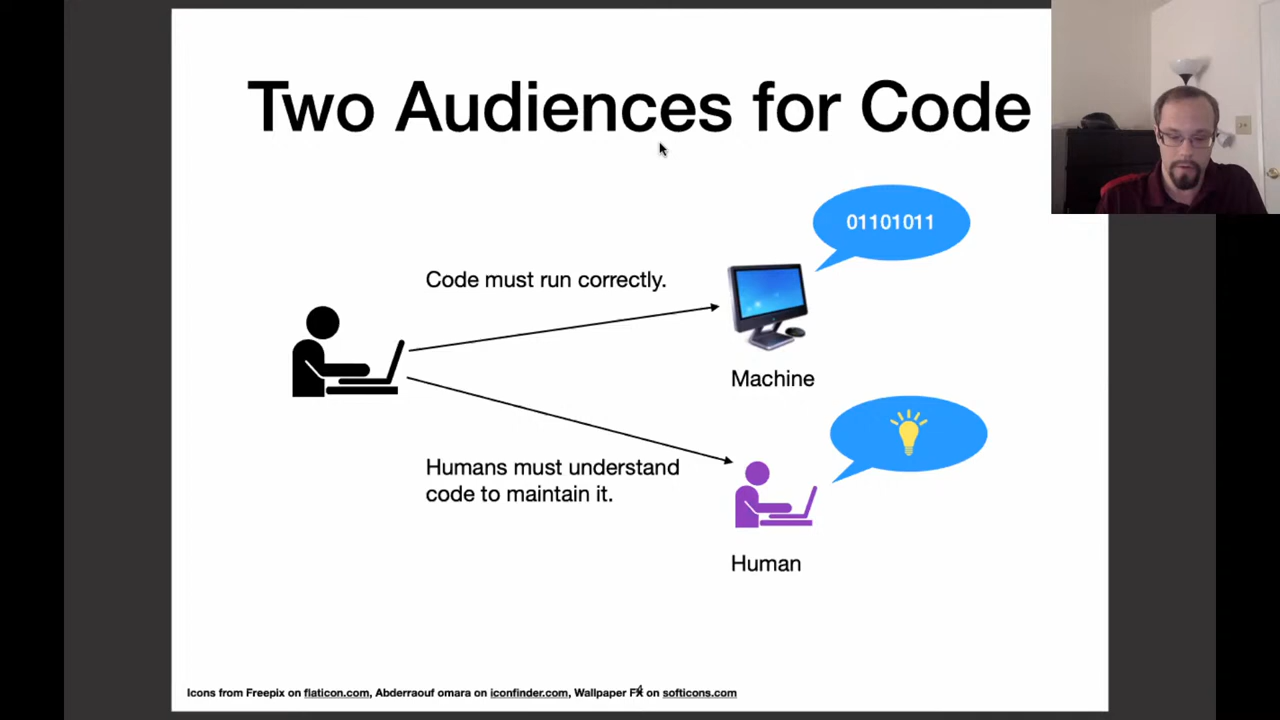 Two Audiences for Code
01101011
Code must run correctly.
Machine
Humans must understand
code to maintain it.
Human
Icons from Freepix on flaticon.com, Abderraouf omara on iconfinder.com, Wallpaper FX on softicons.com
4